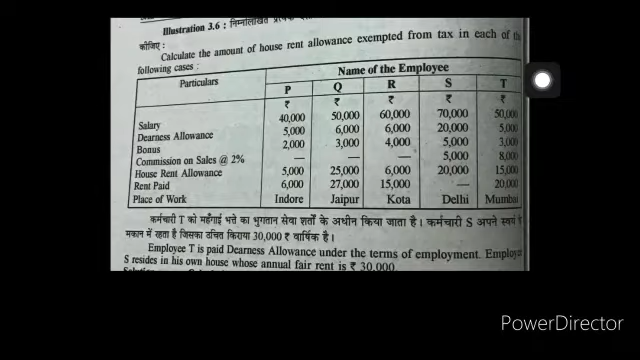 Illustration 3.6 : निम्नलिखित प्रत्येक
कीजिए :
Calculate the amount of house rent allowance exempted from tax in each of the
following cases :
Particulars Name of the Employee
P Q R S T
₹ ₹ ₹ ₹ ₹
Salary 40,000 50,000 60,000 70,000 50,000
Dearness Allowance 5,000 6,000 6,000 20,000 5,000
Bonus 2,000 3,000 4,000 5,000 3,000
Commission on Sales @ 2% — — — 5,000 8,000
House Rent Allowance 5,000 25,000 6,000 20,000 15,000
Rent Paid 6,000 27,000 15,000 — 20,000
Place of Work Indore Jaipur Kota Delhi Mumbai
कर्मचारी T को महँगाई भत्ते का भुगतान सेवा शर्तों के अधीन किया जाता है। कर्मचारी S अपने स्वयं के
मकान में रहता है जिसका उचित किराया 30,000 ₹ वार्षिक है।
Employee T is paid Dearness Allowance under the terms of employment. Employee
S resides in his own house whose annual fair rent is ₹ 30,000.
PowerDirector